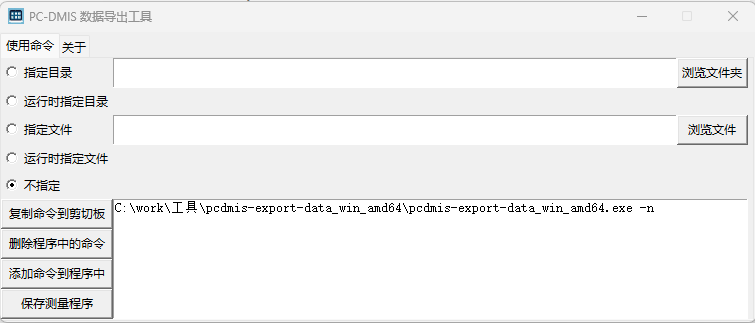 PC-DMIS 数据导出工具
使用命令 关于
指定目录 浏览文件夹
运行时指定目录
指定文件 浏览文件
运行时指定文件
不指定
复制命令到剪切板 C:\work\工具\pcdmis-export-data_win_amd64\pcdmis-export-data_win_amd64.exe -n
删除程序中的命令
添加命令到程序中
保存测量程序